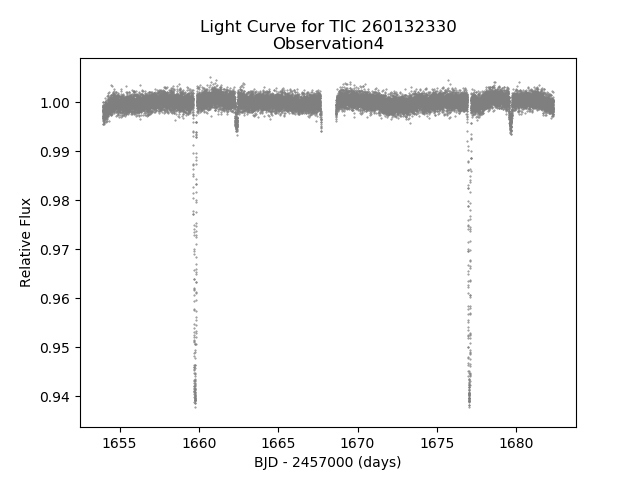 Light Curve for TIC 260132330
Observation4
1.00
0.99
0.98
0.97
0.96
0.95
0.94
Relative Flux
1655 1660 1665 1670 1675 1680
BJD - 2457000 (days)